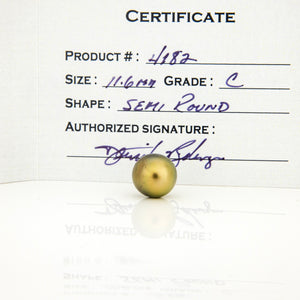 CERTIFICATE
PRODUCT #: 4182
SIZE: 11.6mm GRADE: C
SHAPE: SEMI ROUND
AUTHORIZED SIGNATURE: